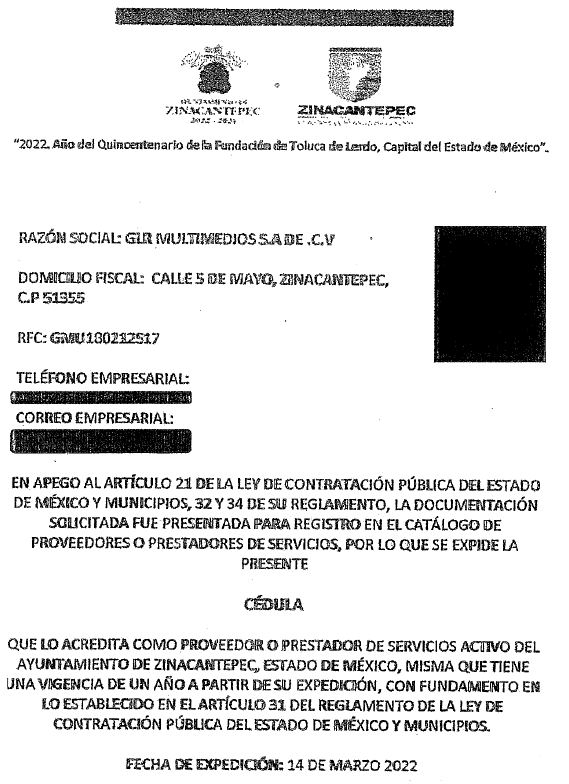 AYUNTAMIENTO DE
ZINACANTEPEC
2022 - 2024
ZINACANTEPEC
"2022. Año del Quincentenario de la Fundación de Toluca de Lerdo, Capital del Estado de México".
RAZÓN SOCIAL: GLR MULTIMEDIOS S.A DE .C.V
DOMICILIO FISCAL: CALLE 5 DE MAYO, ZINACANTEPEC,
C.P 51355
RFC: GMU180212S17
TELÉFONO EMPRESARIAL:
CORREO EMPRESARIAL:
EN APEGO AL ARTÍCULO 21 DE LA LEY DE CONTRATACIÓN PÚBLICA DEL ESTADO
DE MÉXICO Y MUNICIPIOS, 32 Y 34 DE SU REGLAMENTO, LA DOCUMENTACIÓN
SOLICITADA FUE PRESENTADA PARA REGISTRO EN EL CATÁLOGO DE
PROVEEDORES O PRESTADORES DE SERVICIOS, POR LO QUE SE EXPIDE LA
PRESENTE
CÉDULA
QUE LO ACREDITA COMO PROVEEDOR O PRESTADOR DE SERVICIOS ACTIVO DEL
AYUNTAMIENTO DE ZINACANTEPEC, ESTADO DE MÉXICO, MISMA QUE TIENE
UNA VIGENCIA DE UN AÑO A PARTIR DE SU EXPEDICIÓN, CON FUNDAMENTO EN
LO ESTABLECIDO EN EL ARTÍCULO 31 DEL REGLAMENTO DE LA LEY DE
CONTRATACIÓN PÚBLICA DEL ESTADO DE MÉXICO Y MUNICIPIOS.
FECHA DE EXPEDICIÓN: 14 DE MARZO 2022